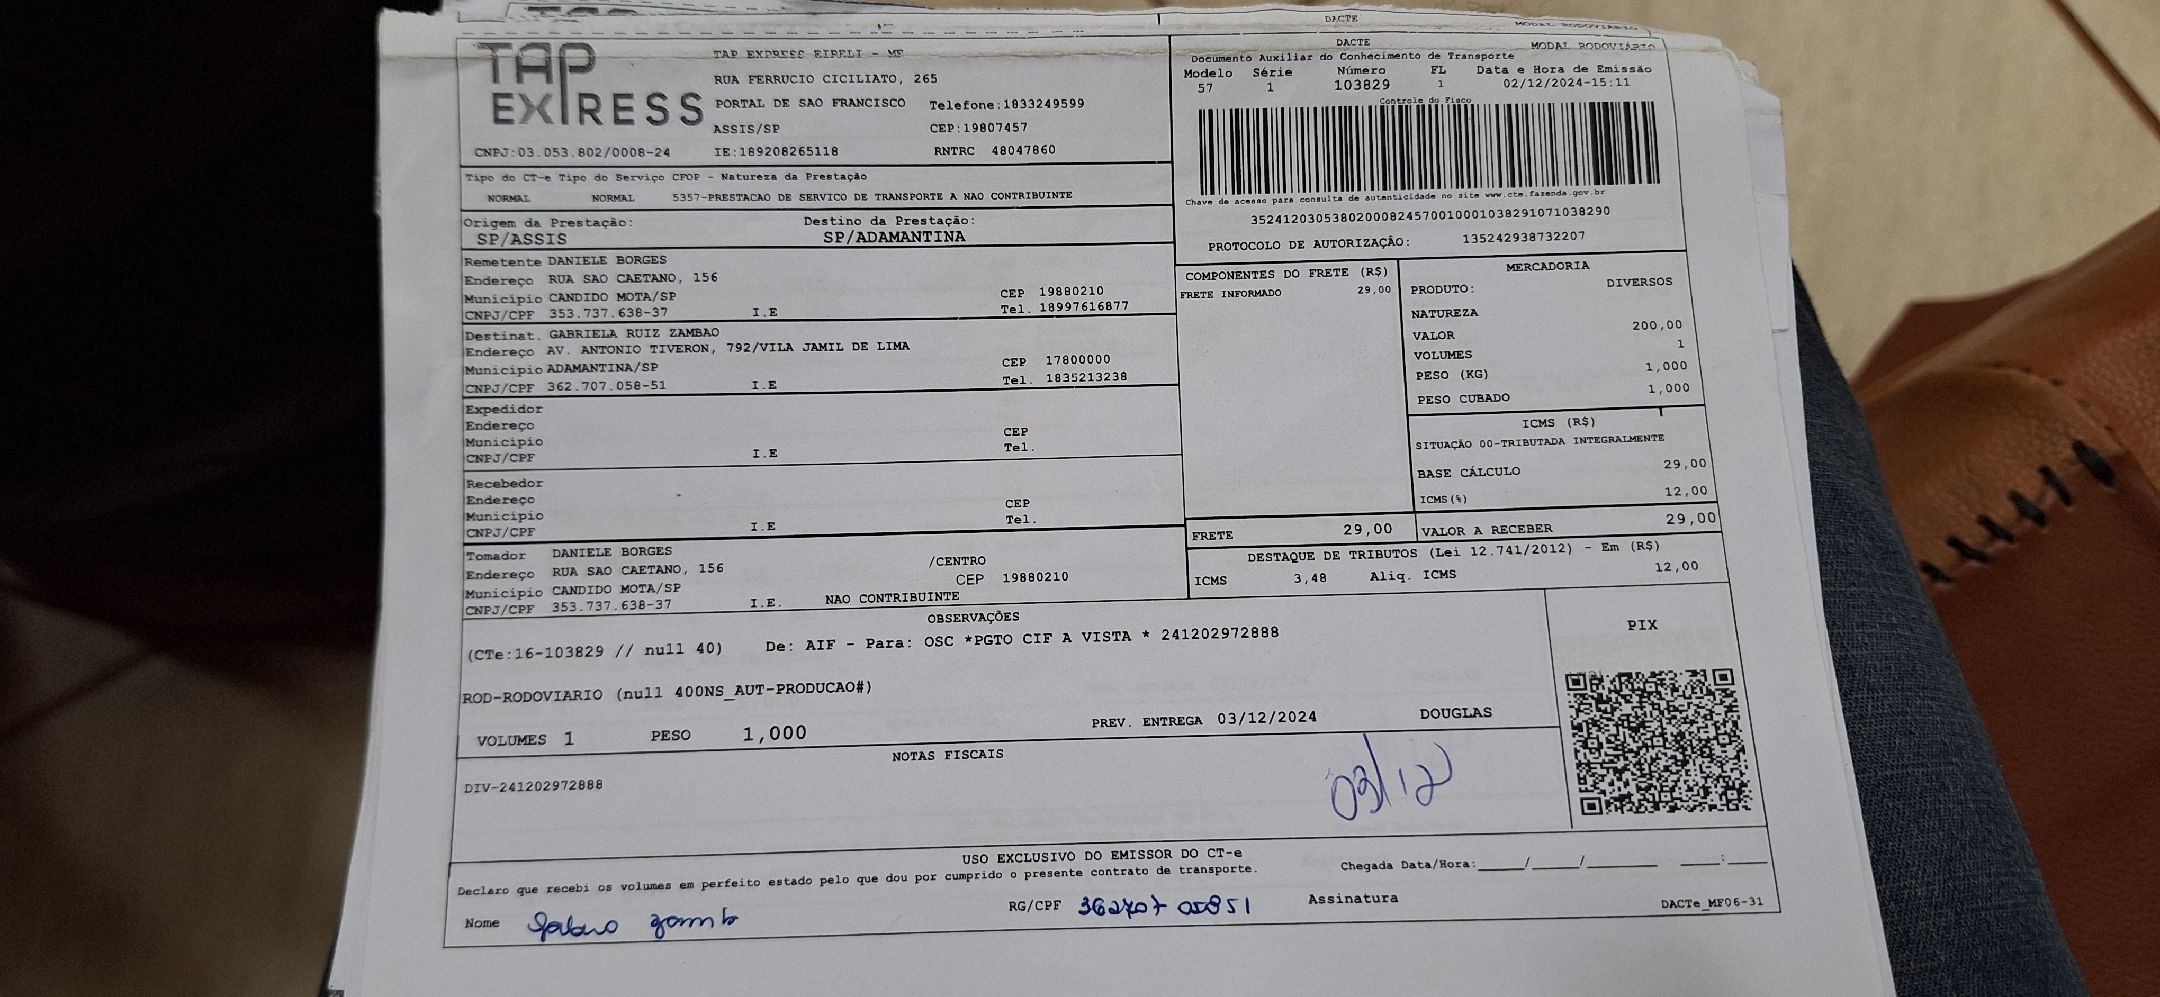 DACTE
MODAL RODOVIARIO
TAP EXPRESS
TAP EXPRESS EIRELI - ME
RUA FERRUCIO CICILIATO, 265
PORTAL DE SAO FRANCISCO Telefone:1833249599
ASSIS/SP CEP:19807457
CNPJ:03.053.802/0008-24 IE:189208265118 RNTRC 48047860
DACTE MODAL RODOVIÁRIO
Documento Auxiliar do Conhecimento de Transporte
Modelo Série Número FL Data e Hora de Emissão
57 1 103829 1 02/12/2024-15:11
Controle do Fisco
Chave de acesso para consulta de autenticidade no site www.cte.fazenda.gov.br
35241203053802000824570010001038291071038290
PROTOCOLO DE AUTORIZAÇÂO: 135242938732207
Tipo do CT-e Tipo do Serviço CFOP - Natureza da Prestação
NORMAL NORMAL 5357-PRESTACAO DE SERVICO DE TRANSPORTE A NAO CONTRIBUINTE
Origem da Prestação: Destino da Prestação:
SP/ASSIS SP/ADAMANTINA
Remetente DANIELE BORGES
Endereço RUA SAO CAETANO, 156
Município CANDIDO MOTA/SP CEP 19880210
CNPJ/CPF 353.737.638-37 I.E Tel. 18997616877
Destinat. GABRIELA RUIZ ZAMBAO
Endereço AV. ANTONIO TIVERON, 792/VILA JAMIL DE LIMA
Município ADAMANTINA/SP CEP 17800000
CNPJ/CPF 362.707.058-51 I.E Tel. 1835213238
Expedidor
Endereço
Município CEP
CNPJ/CPF I.E Tel.
Recebedor
Endereço
Município CEP
CNPJ/CPF I.E Tel.
Tomador DANIELE BORGES
Endereço RUA SAO CAETANO, 156 /CENTRO
Município CANDIDO MOTA/SP CEP 19880210
CNPJ/CPF 353.737.638-37 I.E. NAO CONTRIBUINTE
COMPONENTES DO FRETE (R$)
FRETE INFORMADO 29,00
MERCADORIA
PRODUTO: DIVERSOS
NATUREZA
VALOR 200,00
VOLUMES 1
PESO (KG) 1,000
PESO CUBADO 1,000
ICMS (R$)
SITUAÇÃO 00-TRIBUTADA INTEGRALMENTE
BASE CÁLCULO 29,00
ICMS(%) 12,00
FRETE 29,00 VALOR A RECEBER 29,00
DESTAQUE DE TRIBUTOS (Lei 12.741/2012) - Em (R$)
ICMS 3,48 Aliq. ICMS 12,00
OBSERVAÇÕES
(CTe:16-103829 // null 40) De: AIF - Para: OSC *PGTO CIF A VISTA * 241202972888
ROD-RODOVIARIO (null 400NS_AUT-PRODUCAO#)
VOLUMES 1 PESO 1,000 PREV. ENTREGA 03/12/2024 DOUGLAS
PIX
NOTAS FISCAIS
DIV-241202972888
03/12
USO EXCLUSIVO DO EMISSOR DO CT-e
Declaro que recebi os volumes em perfeito estado pelo que dou por cumprido o presente contrato de transporte.
Chegada Data/Hora:_____/_____/_______ ____:____
Nome RG/CPF 36270705851 Assinatura
DACTe_MF06-31